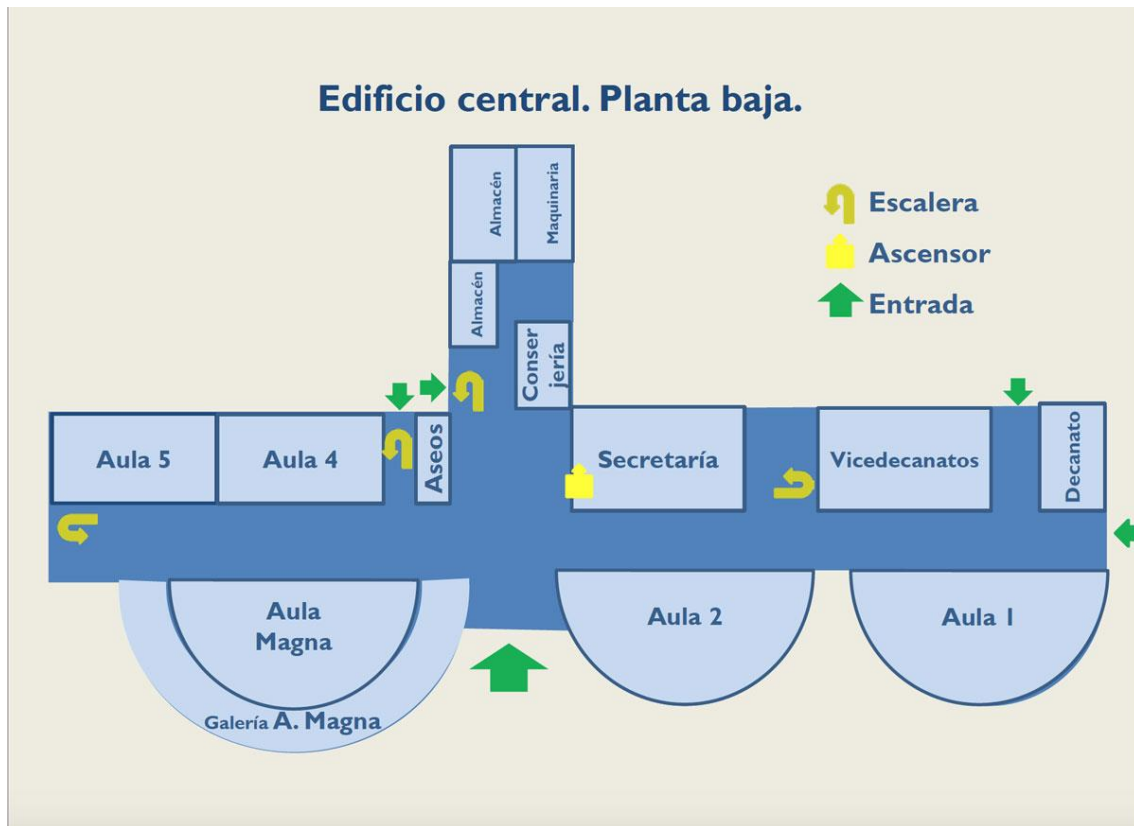 Edificio central. Planta baja.
Almacén
Maquinaria
Escalera
Ascensor
Entrada
Almacén
Conser
jería
Aula 5
Aula 4
Aseos
Secretaría
Vicedecanatos
Decanato
Aula
Magna
Aula 2
Aula 1
Galería A. Magna